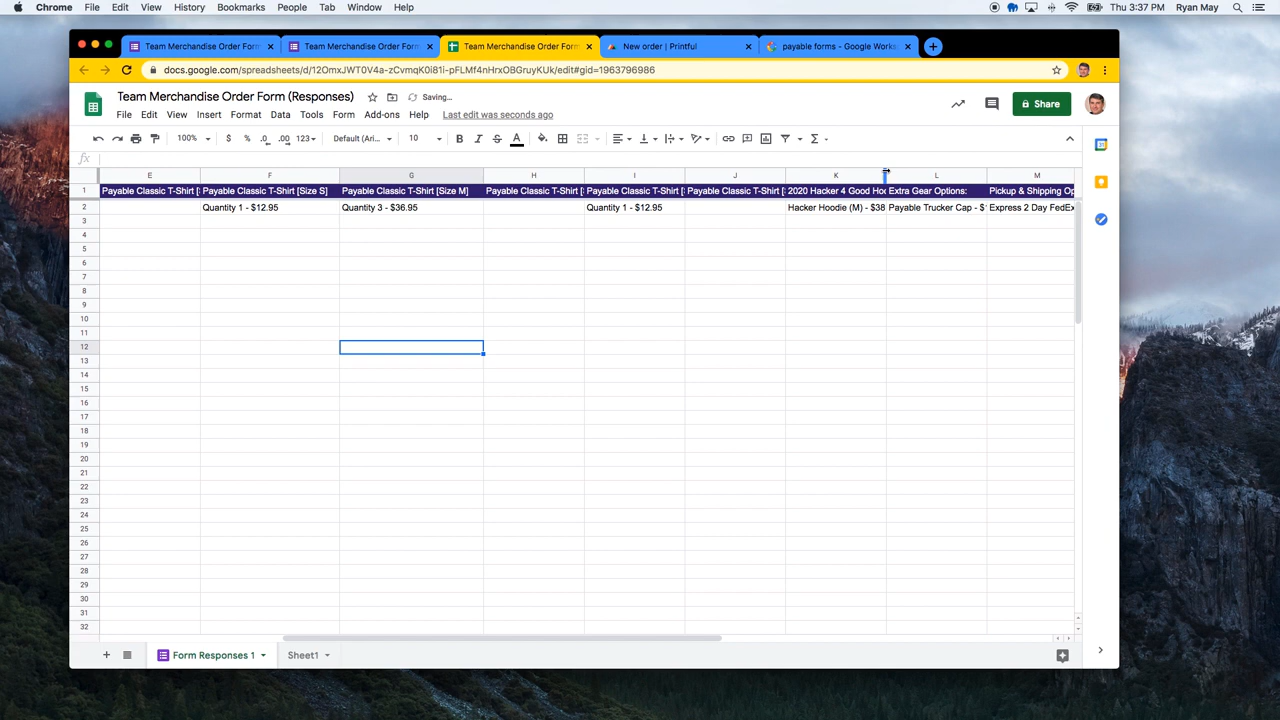 Chrome File Edit View History Bookmarks People Tab Window Help Thu 3:37 PM Ryan May
Team Merchandise Order Form Team Merchandise Order Form Team Merchandise Order Form New order | Printful payable forms - Google Works
docs.google.com/spreadsheets/d/12OmxJWT0V4a-zCvmqK0i81i-pFLMf4nHrxOBGruyKUk/edit#gid=1963796986
Team Merchandise Order Form (Responses) Saving...
File Edit View Insert Format Data Tools Form Add-ons Help Last edit was seconds ago
Share
100% $ % .0 .00 123 Default (Ari... 10 B I S A
fx
E F G H I J K L M
1 Payable Classic T-Shirt [ Payable Classic T-Shirt [Size S] Payable Classic T-Shirt [Size M] Payable Classic T-Shirt [ Payable Classic T-Shirt [ Payable Classic T-Shirt [ 2020 Hacker 4 Good Hoo Extra Gear Options: Pickup & Shipping Op
2 Quantity 1 - $12.95 Quantity 3 - $36.95 Quantity 1 - $12.95 Hacker Hoodie (M) - $38 Payable Trucker Cap - $ Express 2 Day FedEx
3
4
5
6
7
8
9
10
11
12
13
14
15
16
17
18
19
20
21
22
23
24
25
26
27
28
29
30
31
32
Form Responses 1 Sheet1